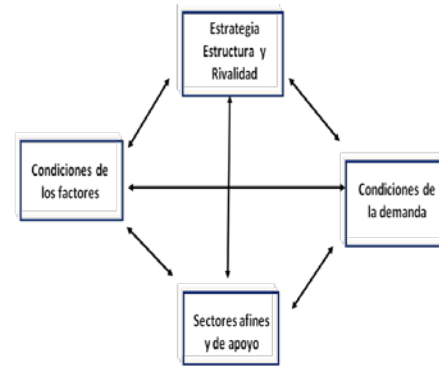 Estrategia
Estructura y
Rivalidad
Condiciones de
los factores
Condiciones de
la demanda
Sectores afines
y de apoyo